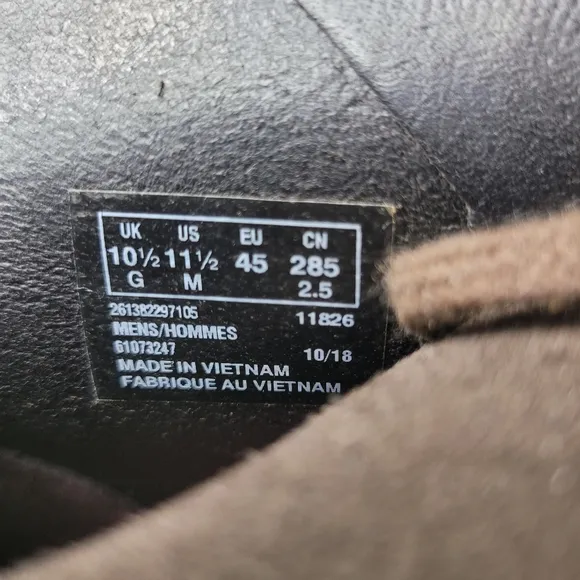 UK US EU CN
10½ 11½ 45 285
G M 2.5
261382297105 11826
MENS/HOMMES
61073247 10/18
MADE IN VIETNAM
FABRIQUE AU VIETNAM